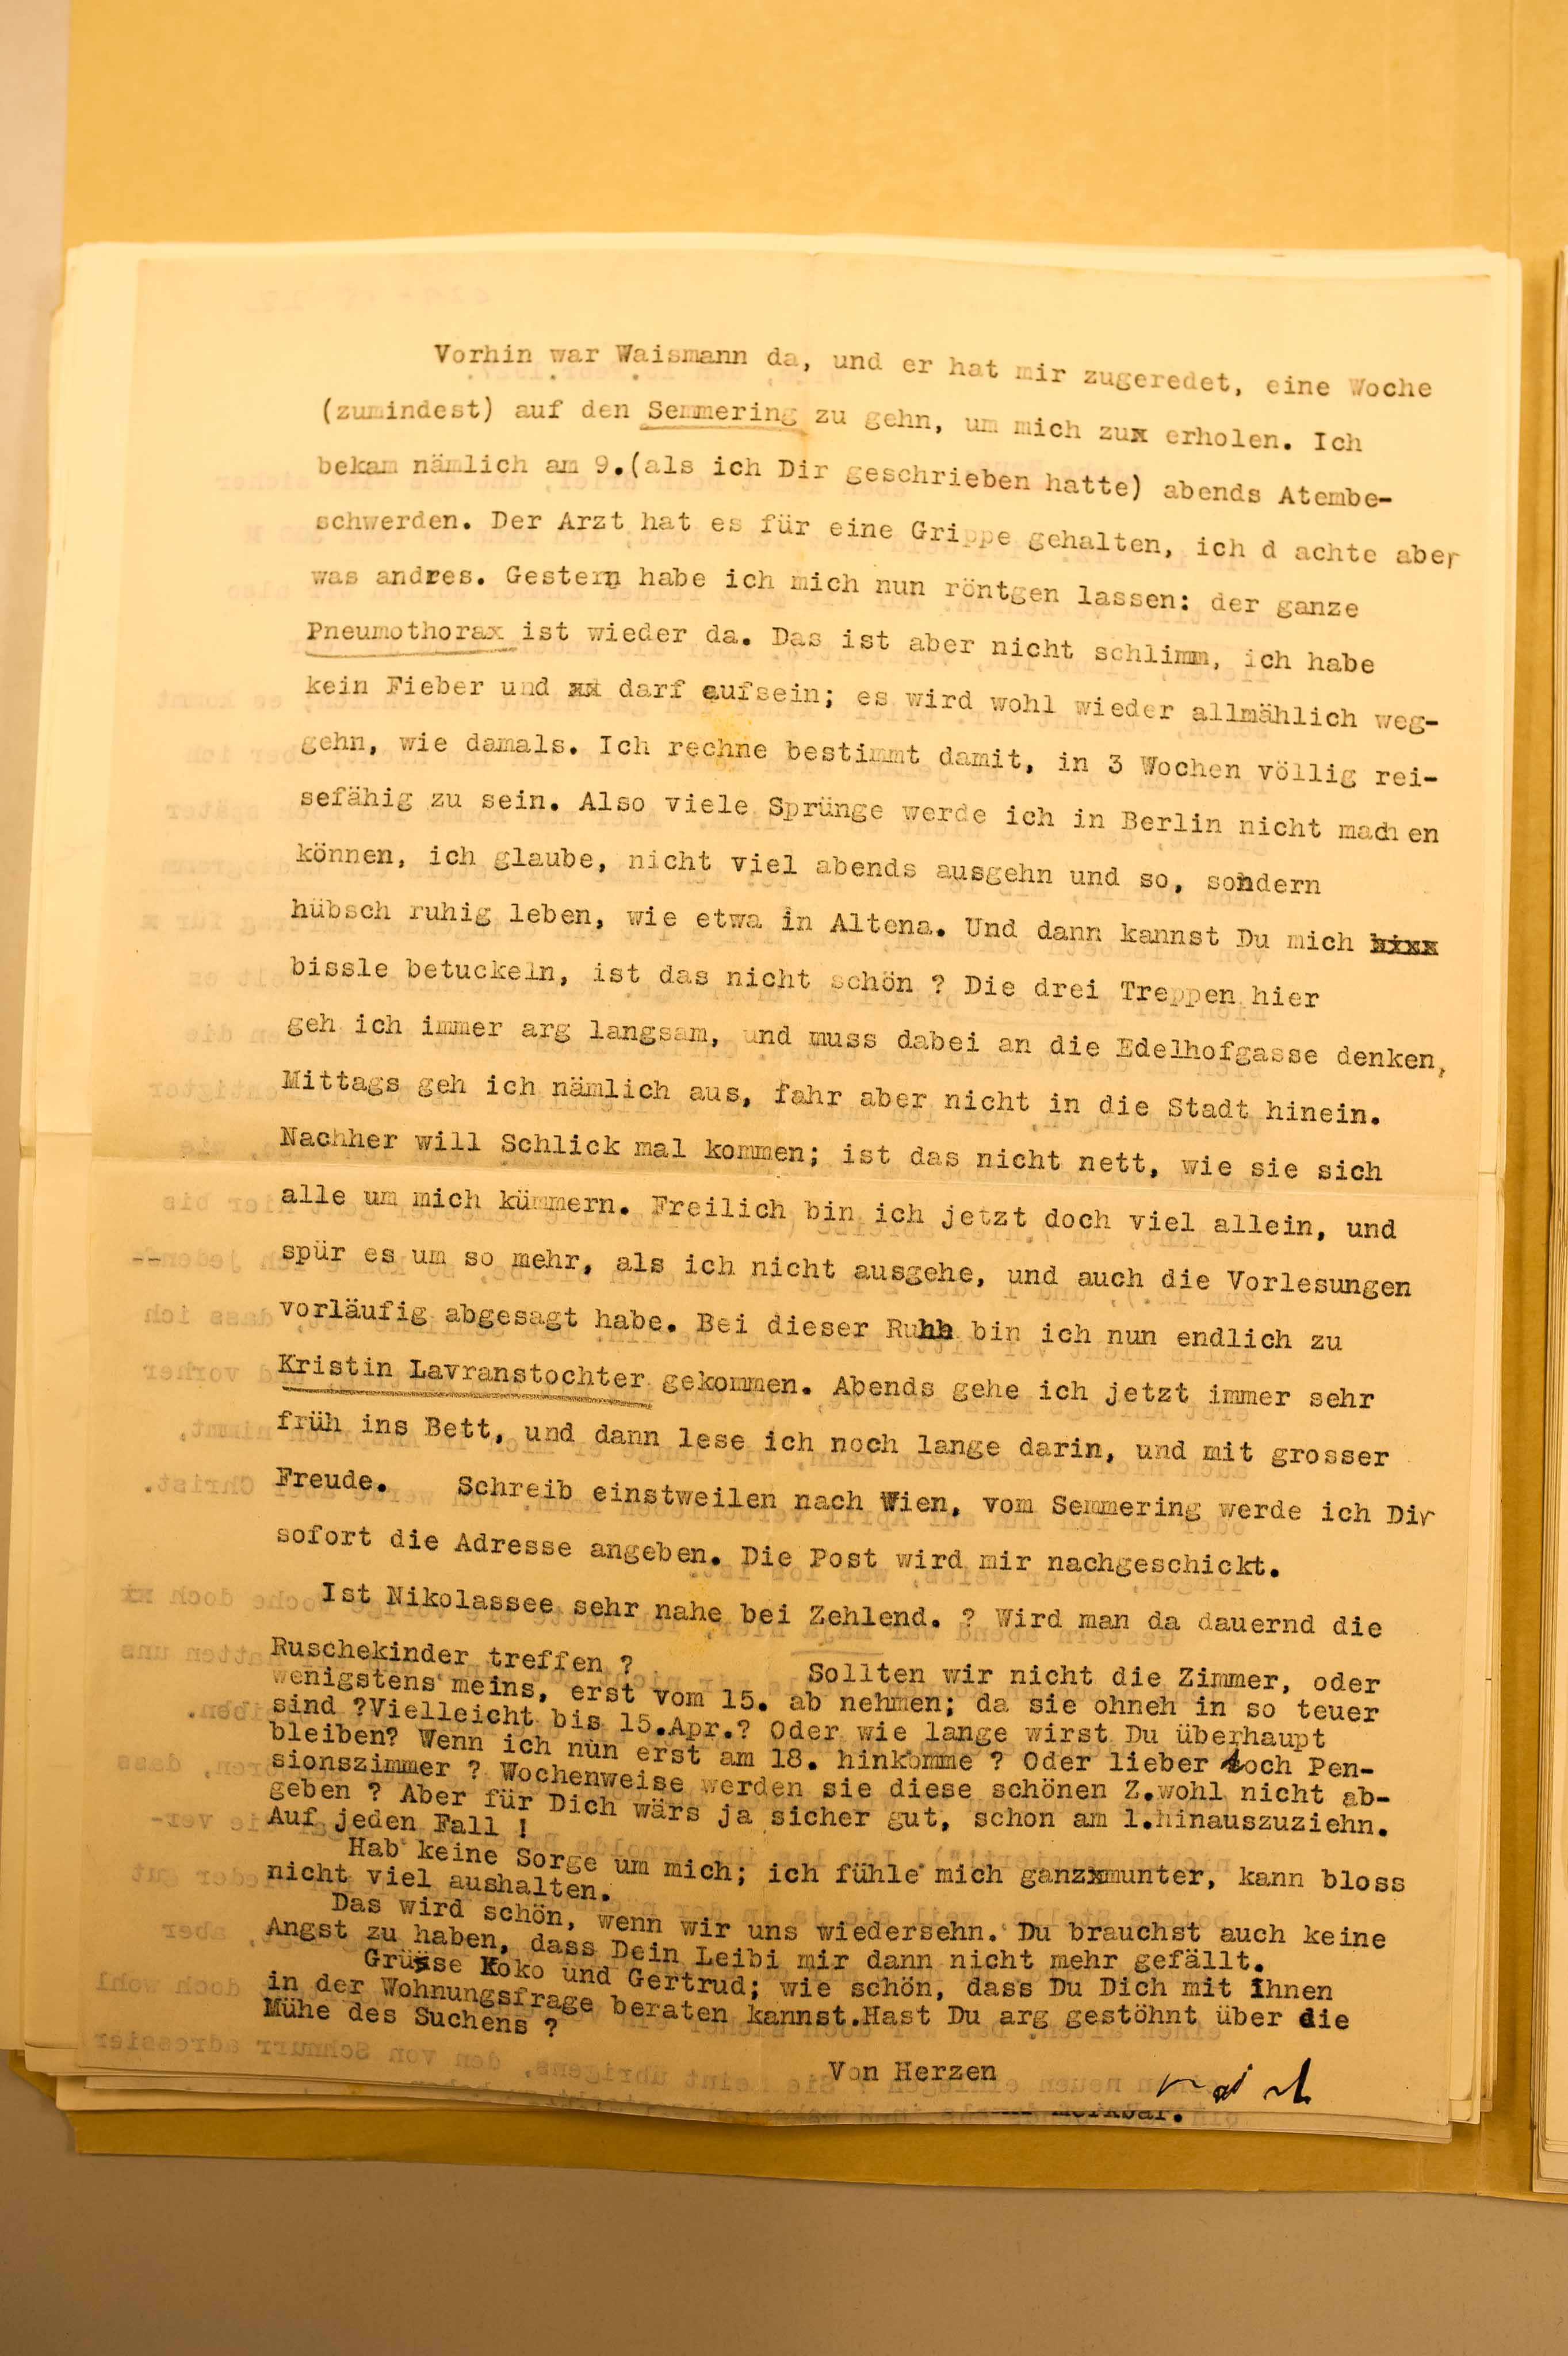 Vorhin war Waismann da, und er hat mir zugeredet, eine Woche
(zumindest) auf den Semmering zu gehn, um mich zux erholen. Ich
bekam nämlich am 9.(als ich Dir geschrieben hatte) abends Atembe-
schwerden. Der Arzt hat es für eine Grippe gehalten, ich d achte aber
was andres. Gestern habe ich mich nun röntgen lassen: der ganze
Pneumothorax ist wieder da. Das ist aber nicht schlimm, ich habe
kein Fieber und xx darf aufsein; es wird wohl wieder allmählich weg-
gehn, wie damals. Ich rechne bestimmt damit, in 3 Wochen völlig rei-
sefähig zu sein. Also viele Sprünge werde ich in Berlin nicht machen
können, ich glaube, nicht viel abends ausgehn und so, sondern
hübsch ruhig leben, wie etwa in Altena. Und dann kannst Du mich
bissle betuckeln, ist das nicht schön ? Die drei Treppen hier
geh ich immer arg langsam, und muss dabei an die Edelhofgasse denken,
Mittags geh ich nämlich aus, fahr aber nicht in die Stadt hinein.
Nachher will Schlick mal kommen; ist das nicht nett, wie sie sich
alle um mich kümmern. Freilich bin ich jetzt doch viel allein, und
spür es um so mehr, als ich nicht ausgehe, und auch die Vorlesungen
vorläufig abgesagt habe. Bei dieser Ruhh bin ich nun endlich zu
Kristin Lavranstochter gekommen. Abends gehe ich jetzt immer sehr
früh ins Bett, und dann lese ich noch lange darin, und mit grosser
Freude. Schreib einstweilen nach Wien, vom Semmering werde ich Dir
sofort die Adresse angeben. Die Post wird mir nachgeschickt.
Ist Nikolassee sehr nahe bei Zehlend. ? Wird man da dauernd die
Ruschekinder treffen ? Sollten wir nicht die Zimmer, oder
wenigstens meins, erst vom 15. ab nehmen; da sie ohneh in so teuer
sind ?Vielleicht bis 15.Apr.? Oder wie lange wirst Du überhaupt
bleiben? Wenn ich nun erst am 18. hinkomme ? Oder lieber doch Pen-
sionszimmer ? Wochenweise werden sie diese schönen Z.wohl nicht ab-
geben ? Aber für Dich wärs ja sicher gut, schon am 1.hinauszuziehn.
Auf jeden Fall !
Hab keine Sorge um mich; ich fühle mich ganzxmunter, kann bloss
nicht viel aushalten.
Das wird schön, wenn wir uns wiedersehn. Du brauchst auch keine
Angst zu haben, dass Dein Leibi mir dann nicht mehr gefällt.
Grüsse Koko und Gertrud; wie schön, dass Du Dich mit Ihnen
in der Wohnungsfrage beraten kannst.Hast Du arg gestöhnt über die
Mühe des Suchens ?
Von Herzen